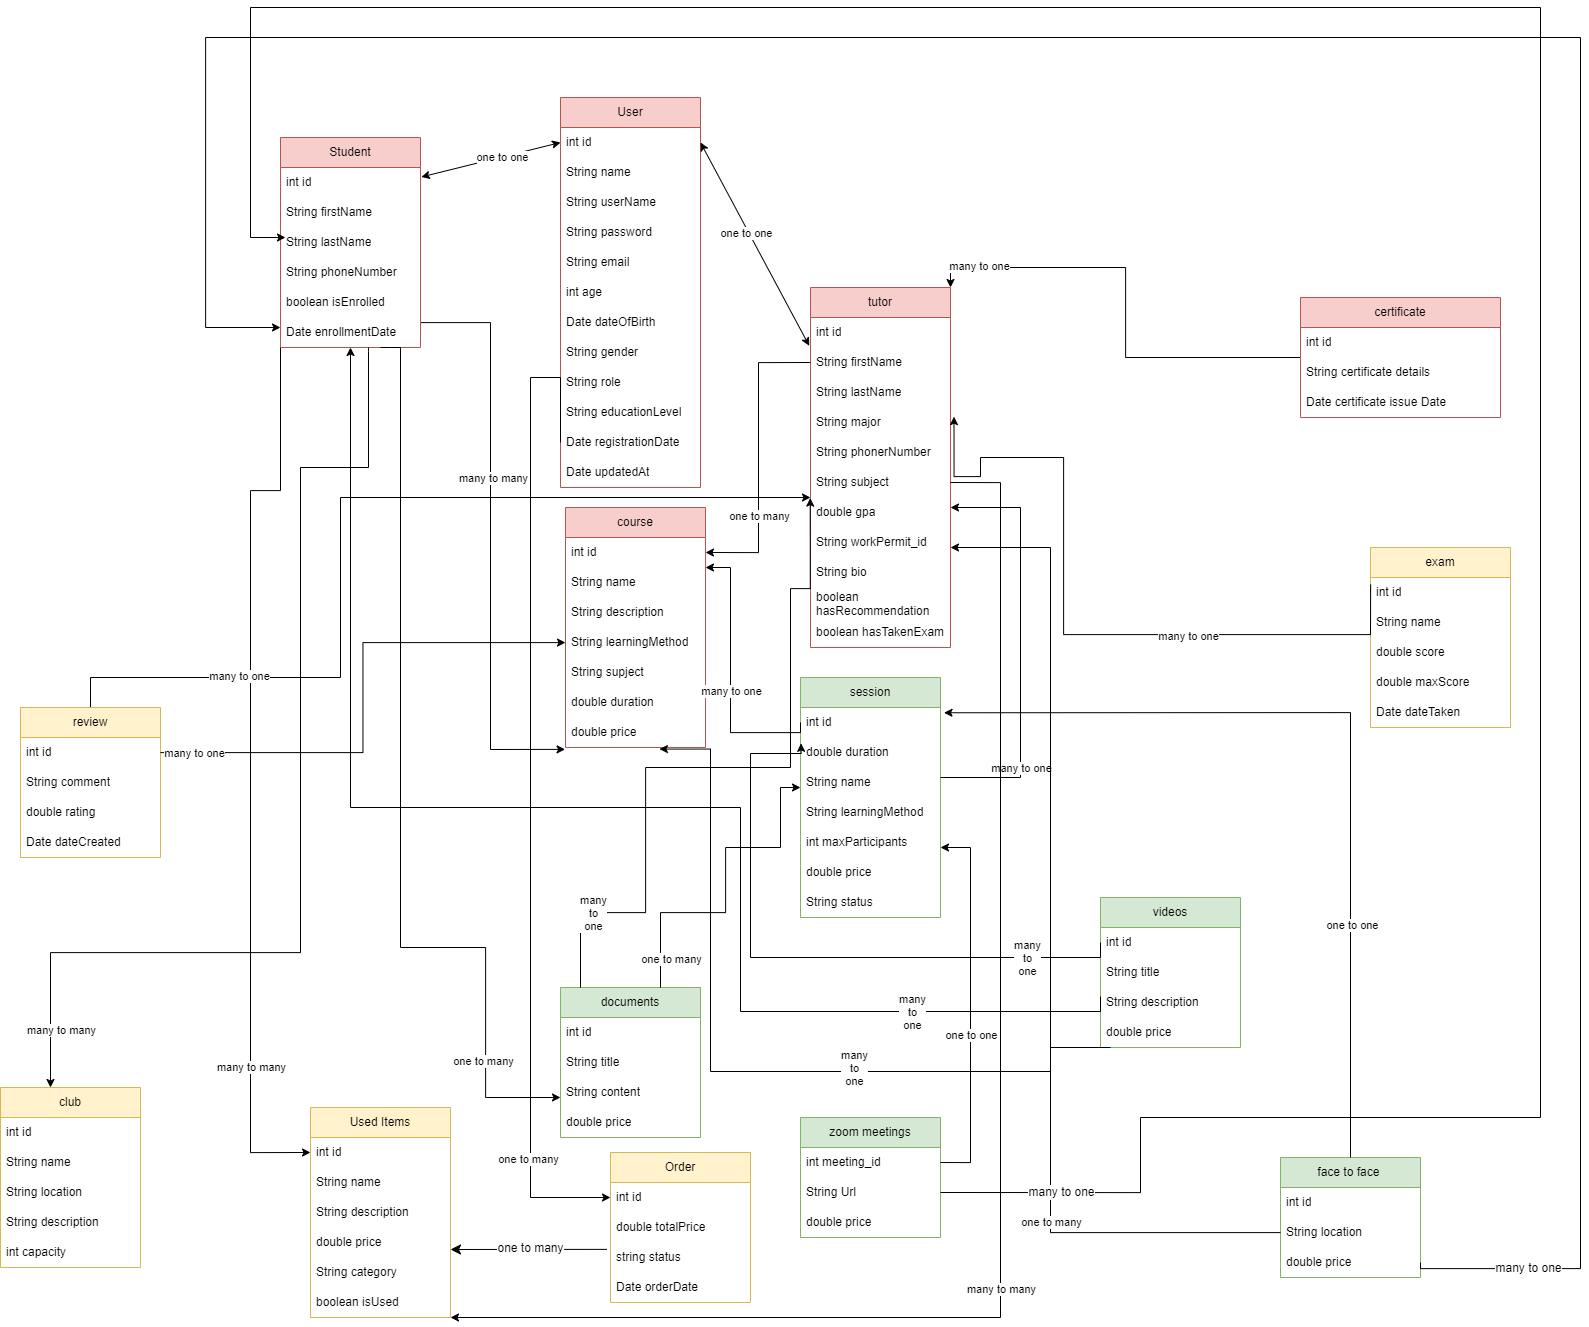 User
int id
String name
String userName
String password
String email
int age
Date dateOfBirth
String gender
String role
String educationLevel
Date registrationDate
Date updatedAt
Student
int id
String firstName
String lastName
String phoneNumber
boolean isEnrolled
Date enrollmentDate
one to one
one to one
tutor
int id
String firstName
String lastName
String major
String phonerNumber
String subject
double gpa
String workPermit_id
String bio
boolean
hasRecommendation
boolean hasTakenExam
many to one
certificate
int id
String certificate details
Date certificate issue Date
many to many
one to many
course
int id
String name
String description
String learningMethod
String supject
double duration
double price
exam
int id
String name
double score
double maxScore
Date dateTaken
many to one
many to one
many to one
review
int id
String comment
double rating
Date dateCreated
many to one
many to one
session
int id
double duration
String name
String learningMethod
int maxParticipants
double price
String status
many to one
many
to
one
one to many
documents
int id
String title
String content
double price
videos
int id
String title
String description
double price
many
to
one
many
to
one
many
to
one
one to one
one to one
many to many
club
int id
String name
String location
String description
int capacity
many to many
one to many
Used Items
int id
String name
String description
double price
String category
boolean isUsed
one to many
Order
int id
double totalPrice
string status
Date orderDate
one to many
zoom meetings
int meeting_id
String Url
double price
many to one
one to many
many to many
face to face
int id
String location
double price
many to one